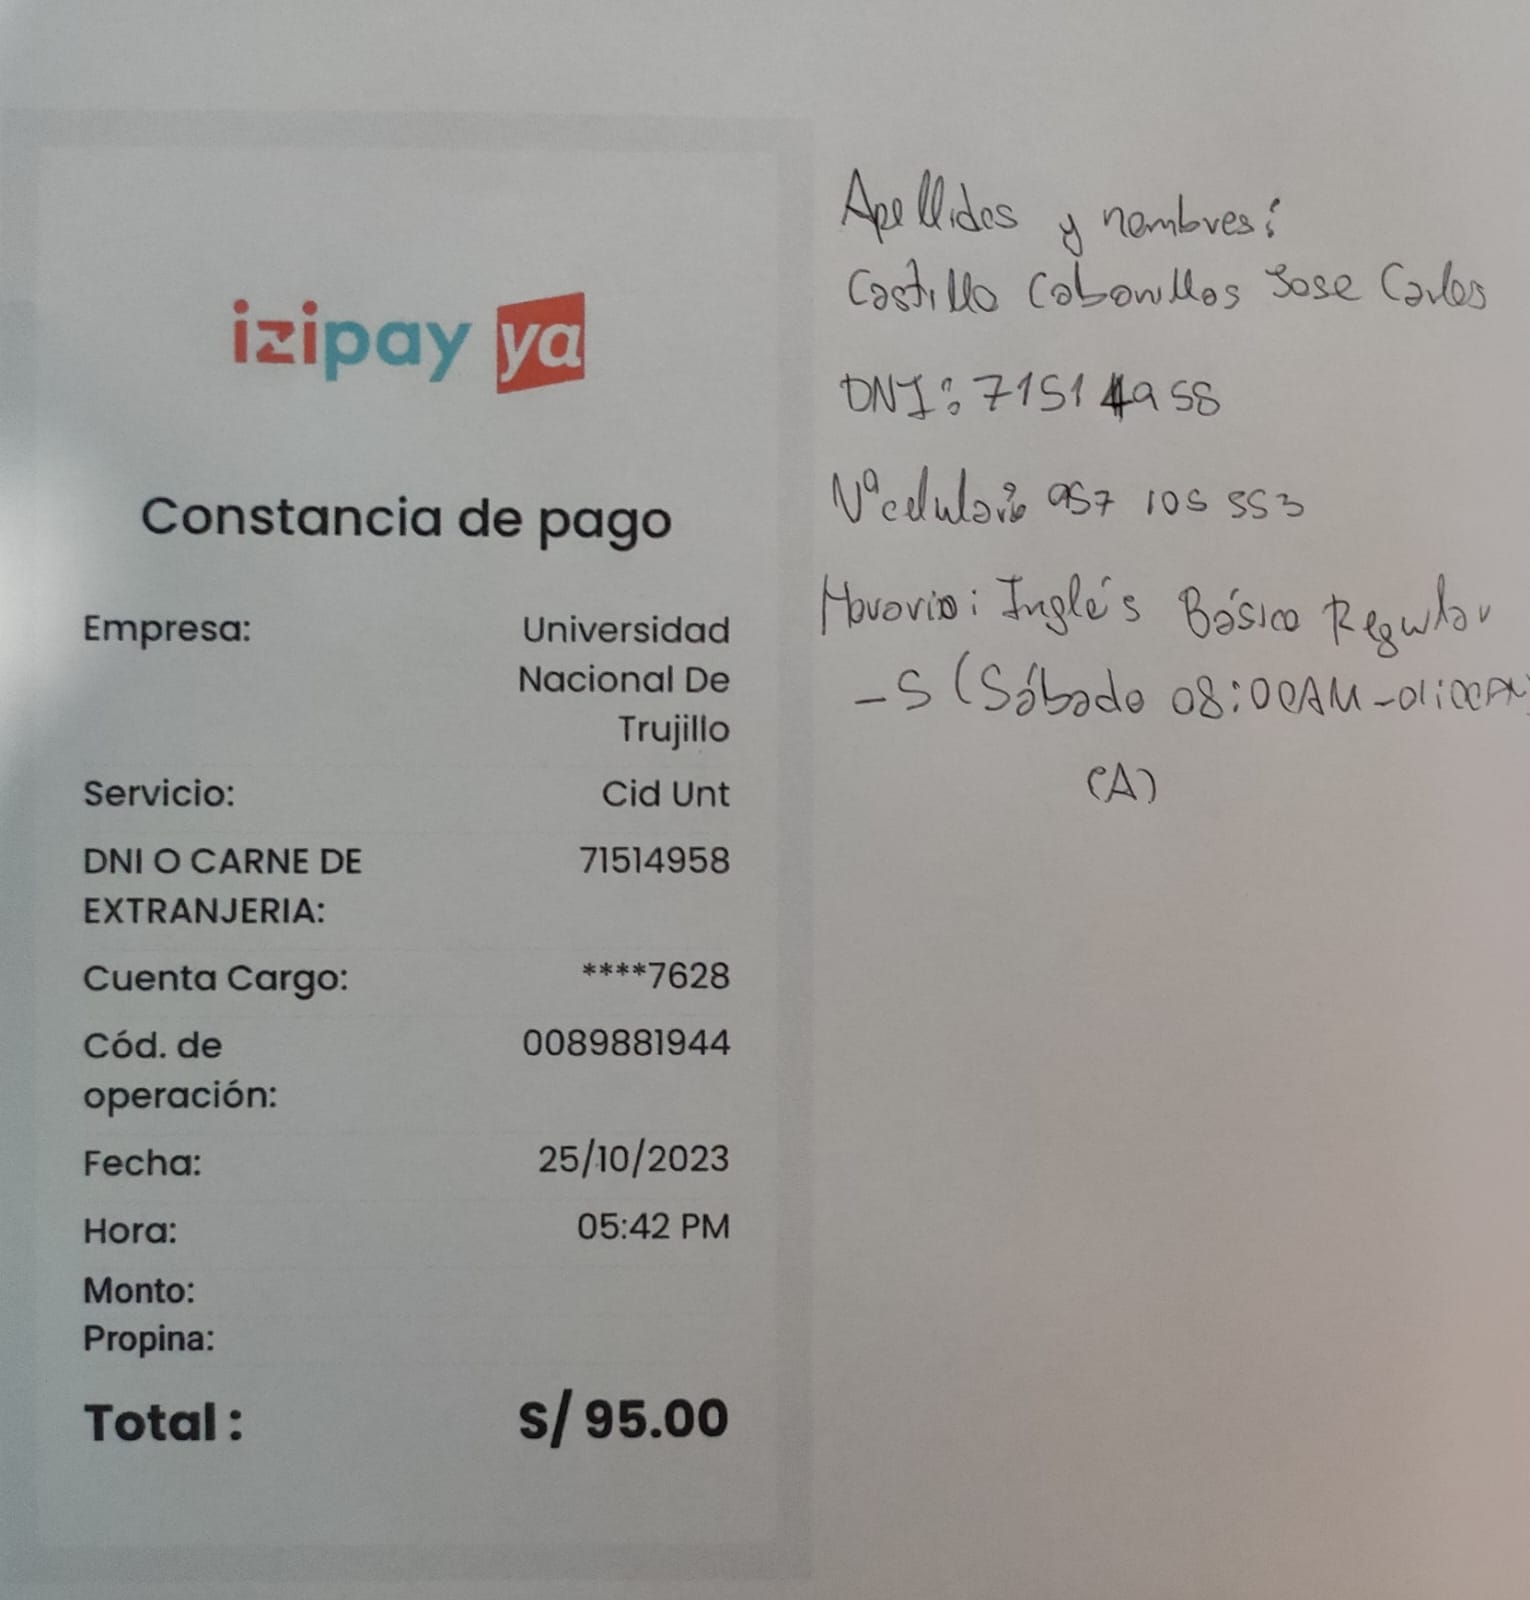 izipay ya
Constancia de pago
Empresa: Universidad
Nacional De
Trujillo
Servicio: Cid Unt
DNI O CARNE DE 71514958
EXTRANJERIA:
Cuenta Cargo: ****7628
Cód. de 0089881944
operación:
Fecha: 25/10/2023
Hora: 05:42 PM
Monto:
Propina:
Total : S/ 95.00
Apellidos y nombres:
Castillo Cabanillas Jose Carlos
DNI: 71514958
Nº celular: 957 105 553
Horario: Inglés Básico Regular
-S (Sábado 08:00AM-01:00PM)
(A)